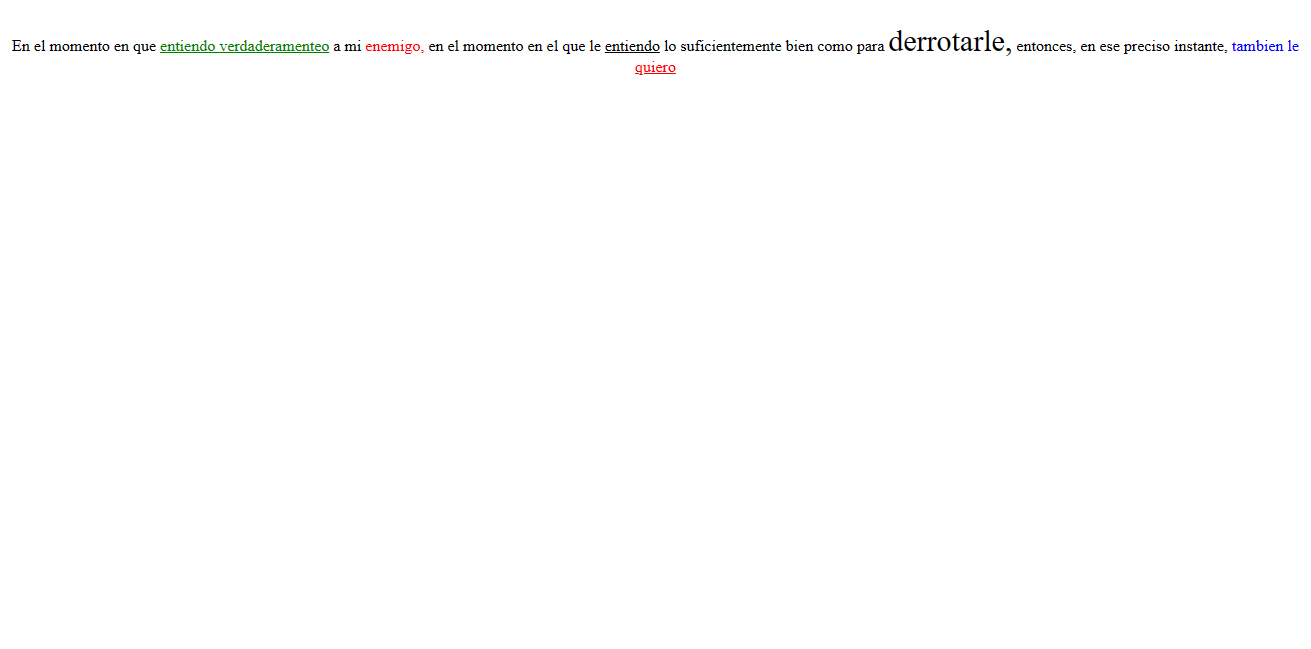 En el momento en que entiendo verdaderamenteo a mi enemigo, en el momento en el que le entiendo lo suficientemente bien como para derrotarle, entonces, en ese preciso instante, tambien le
quiero